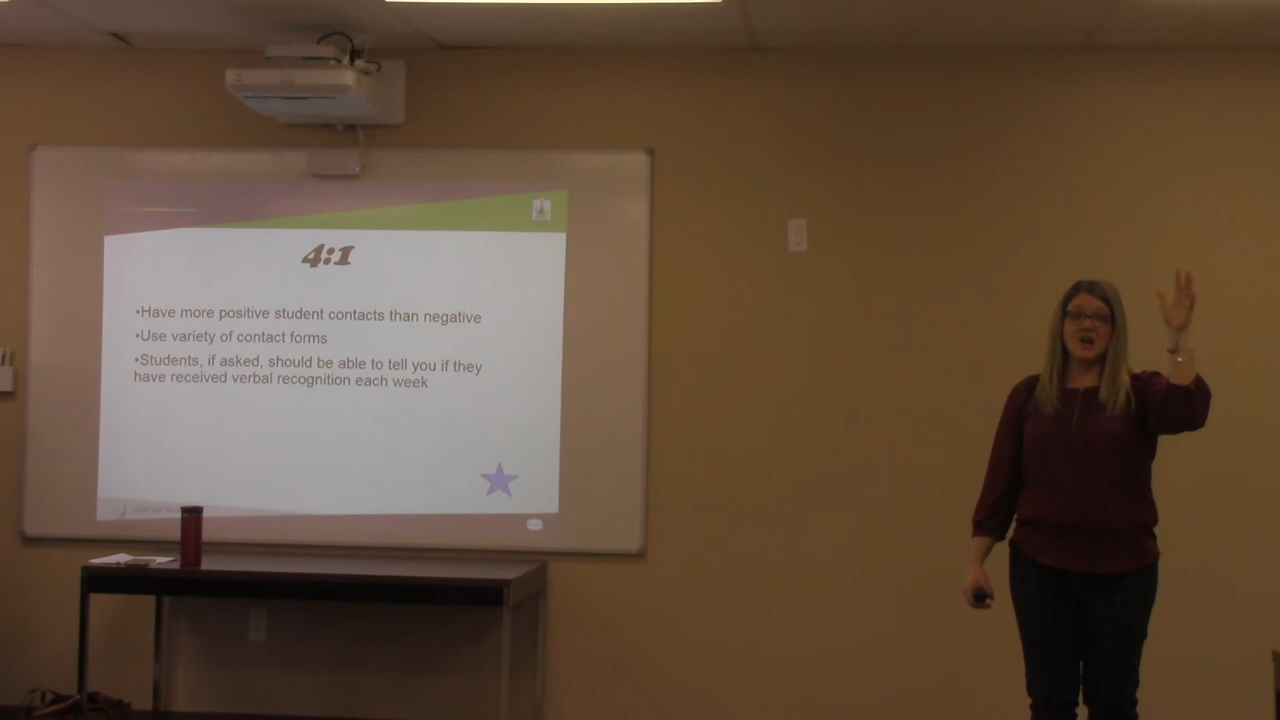 4:1
•Have more positive student contacts than negative
•Use variety of contact forms
•Students, if asked, should be able to tell you if they
have received verbal recognition each week